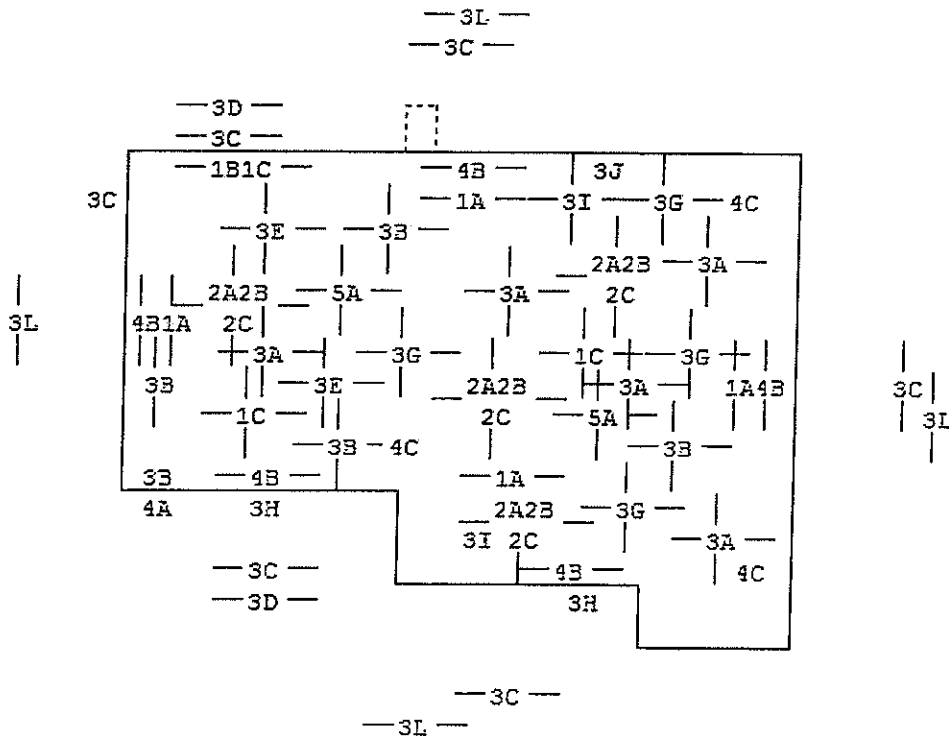 3L
3C
3D
3C
1B1C 4B 3J
3C 1A 3I 3G 4C
3E 3B
2A2B 3A
2A2B 5A 3A 2C
3L 4B1A 2C
3A 3G 1C 3G
3B 3E 2A2B 3A 1A4B 3C
1C 2C 5A 3L
3B 4C 3B
3B 4B 1A
4A 3H 2A2B 3G
3I 2C 3A
3C 4B 4C
3D 3H
3C
3L